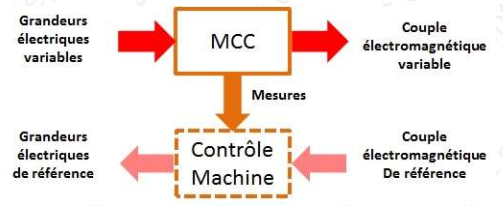 Grandeurs
électriques
variables
MCC
Couple
électromagnétique
variable
Mesures
Grandeurs
électriques
de référence
Contrôle
Machine
Couple
électromagnétique
De référence